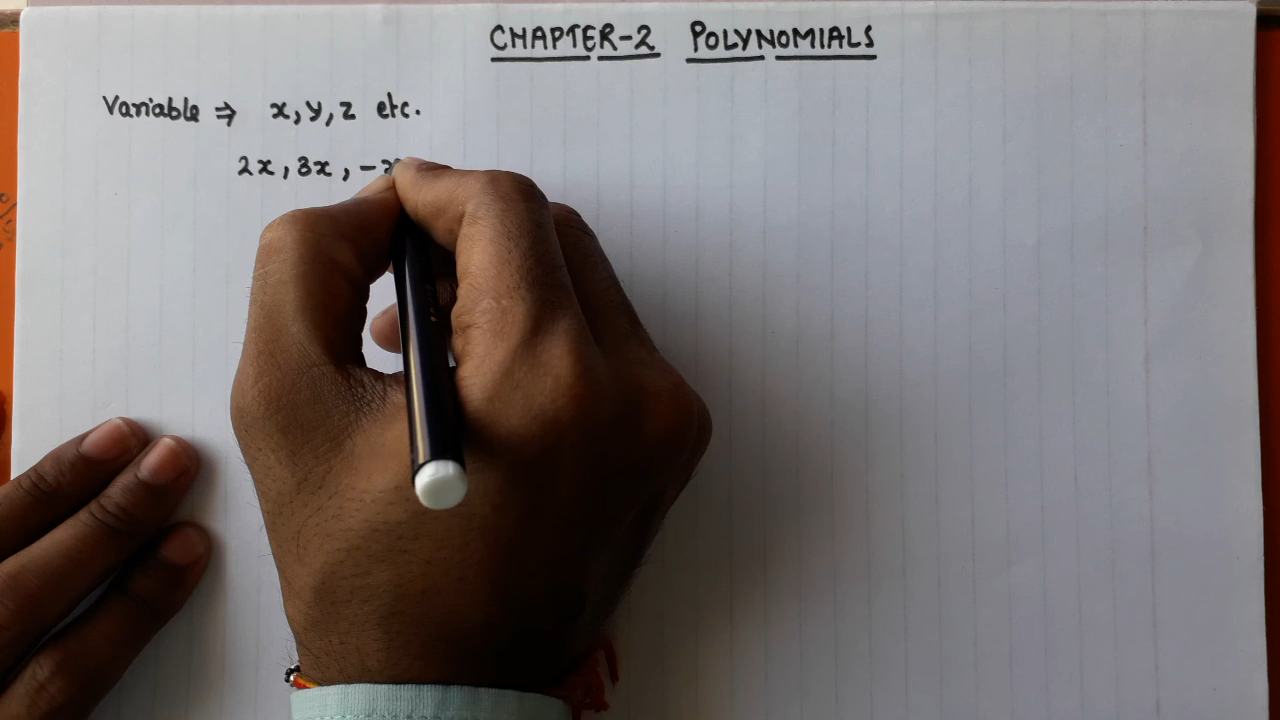 CHAPTER-2 POLYNOMIALS
Variable ⇒ x, y, z etc.
2x, 3x, -x